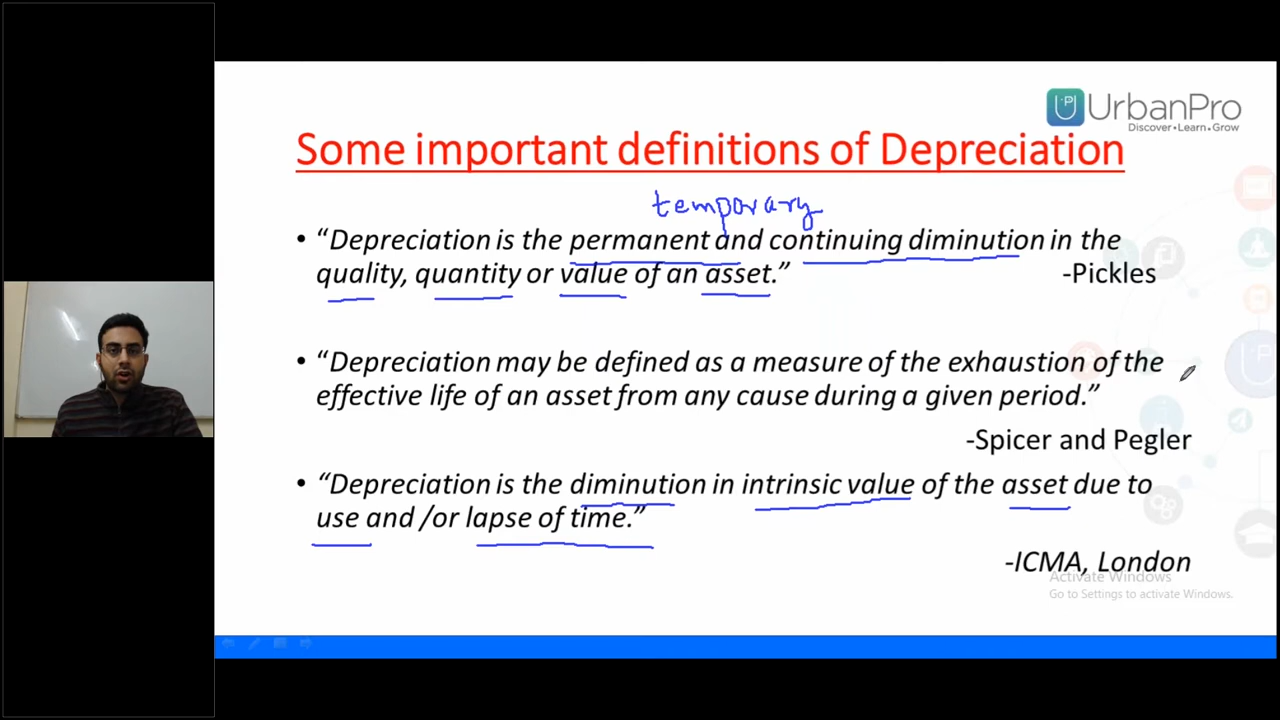 UrbanPro
Discover • Learn • Grow
Some important definitions of Depreciation
temporary
• “Depreciation is the permanent and continuing diminution in the
quality, quantity or value of an asset.” -Pickles
• “Depreciation may be defined as a measure of the exhaustion of the
effective life of an asset from any cause during a given period.”
-Spicer and Pegler
• “Depreciation is the diminution in intrinsic value of the asset due to
use and /or lapse of time.”
-ICMA, London
Activate Windows
Go to Settings to activate Windows.